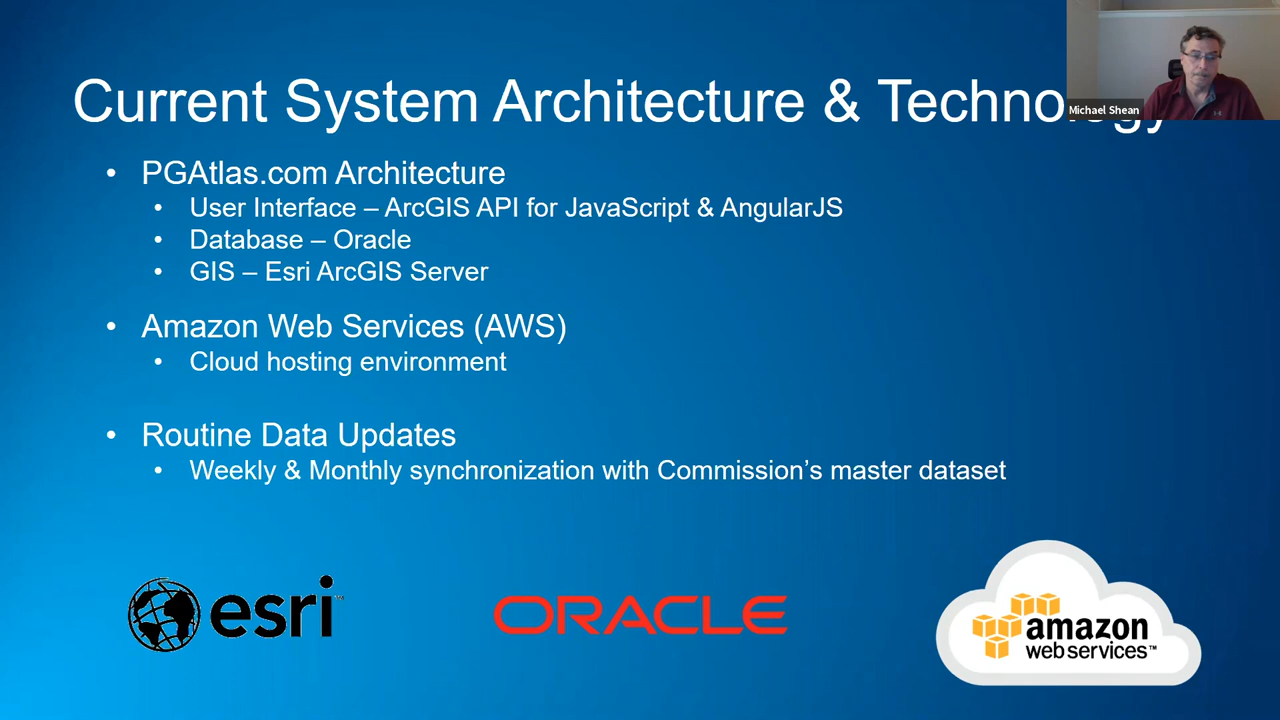 Current System Architecture & Technology
Michael Shean
• PGAtlas.com Architecture
• User Interface – ArcGIS API for JavaScript & AngularJS
• Database – Oracle
• GIS – Esri ArcGIS Server
• Amazon Web Services (AWS)
• Cloud hosting environment
• Routine Data Updates
• Weekly & Monthly synchronization with Commission’s master dataset
esri
ORACLE
amazon
web services™